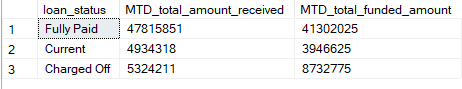 loan_status MTD_total_amount_received MTD_total_funded_amount
1 Fully Paid 47815851 41302025
2 Current 4934318 3946625
3 Charged Off 5324211 8732775